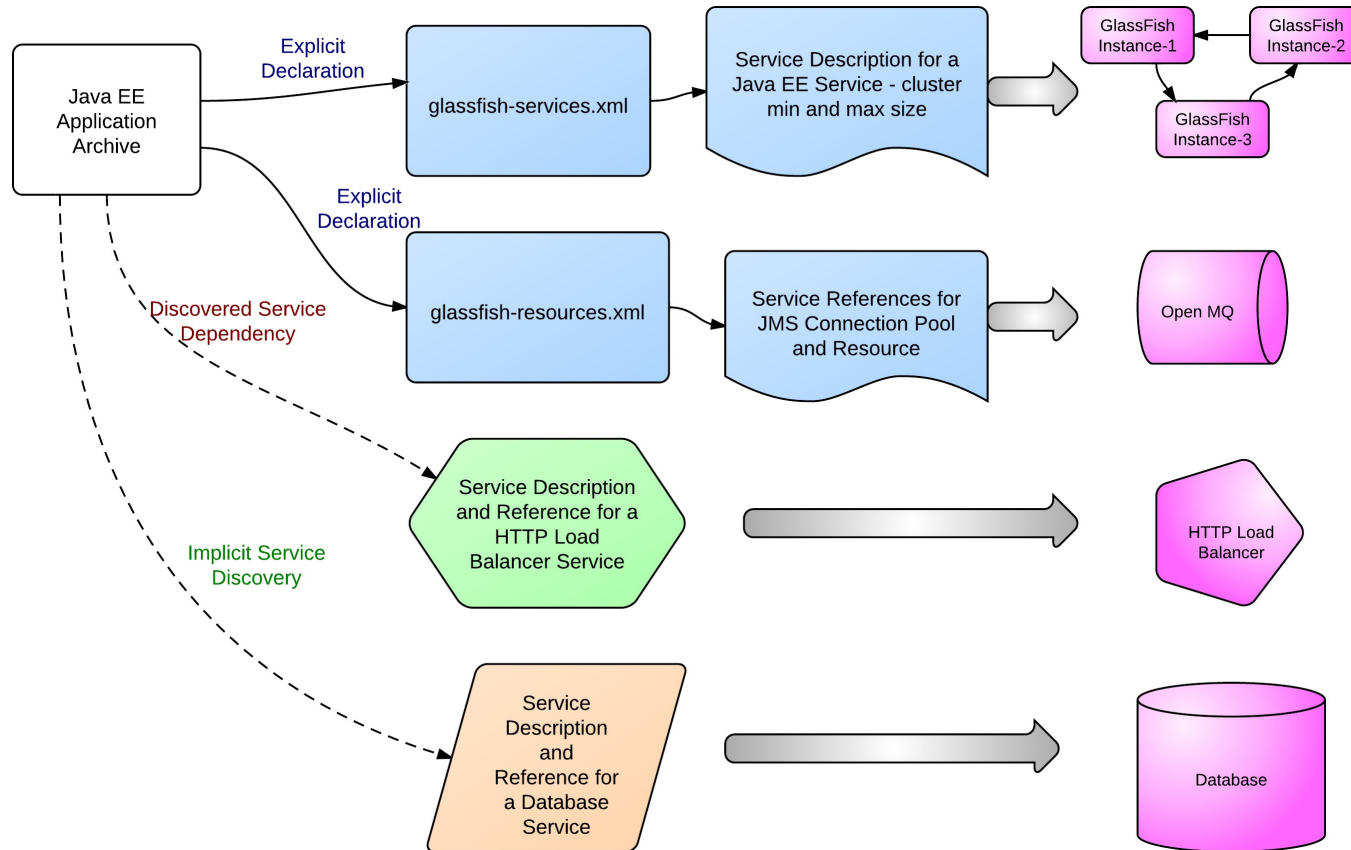 Java EE
Application
Archive
Explicit
Declaration
glassfish-services.xml
Service Description for a
Java EE Service - cluster
min and max size
GlassFish
Instance-1
GlassFish
Instance-2
GlassFish
Instance-3
Explicit
Declaration
glassfish-resources.xml
Service References for
JMS Connection Pool
and Resource
Open MQ
Discovered Service
Dependency
Service Description
and Reference for a
HTTP Load
Balancer Service
HTTP Load
Balancer
Implicit Service
Discovery
Service
Description
and
Reference for
a Database
Service
Database